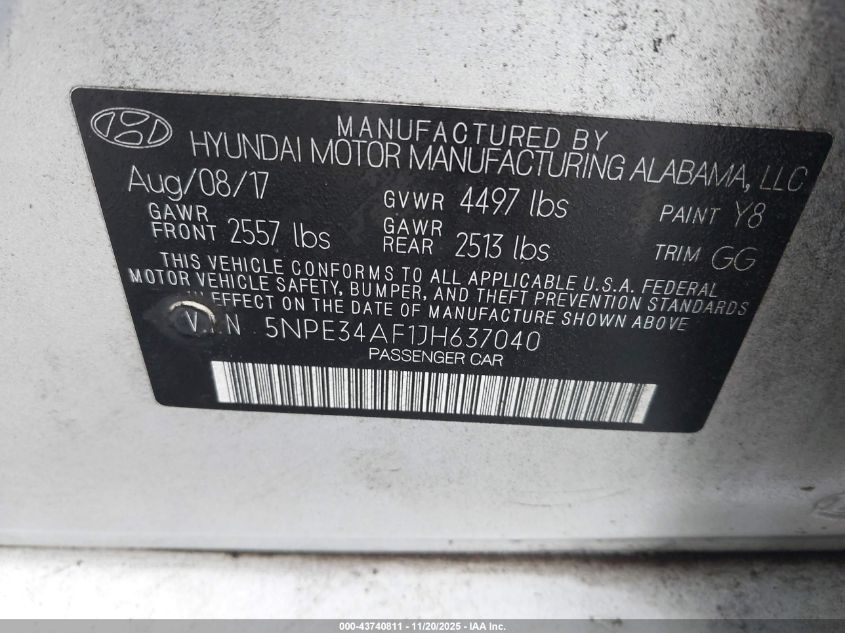 MANUFACTURED BY
HYUNDAI MOTOR MANUFACTURING ALABAMA, LLC
Aug/08/17 GVWR 4497 lbs PAINT Y8
GAWR FRONT 2557 lbs GAWR REAR 2513 lbs TRIM GG
THIS VEHICLE CONFORMS TO ALL APPLICABLE U.S.A. FEDERAL
MOTOR VEHICLE SAFETY, BUMPER, AND THEFT PREVENTION STANDARDS
IN EFFECT ON THE DATE OF MANUFACTURE SHOWN ABOVE
V.I.N 5NPE34AF1JH637040
PASSENGER CAR
000-43740811 - 11/20/2025 - IAA Inc.